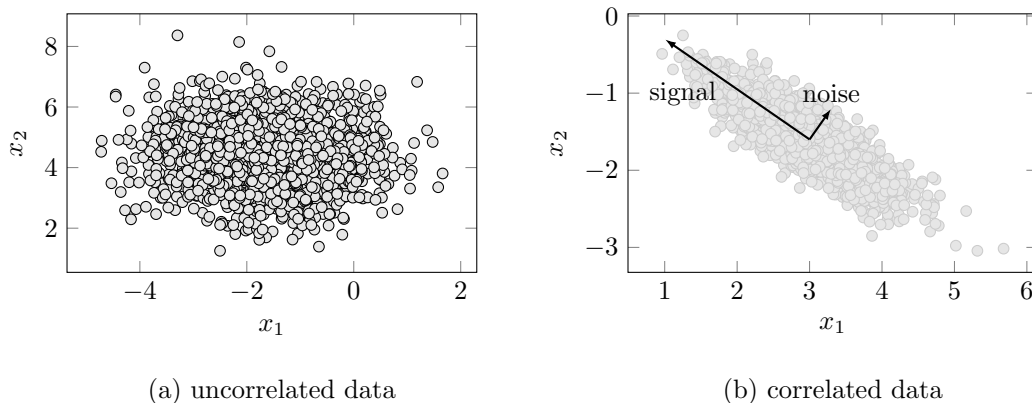 8
6
4
2
x₂
−4 −2 0 2
x₁
(a) uncorrelated data
0
−1
−2
−3
x₂
signal
noise
1 2 3 4 5 6
x₁
(b) correlated data